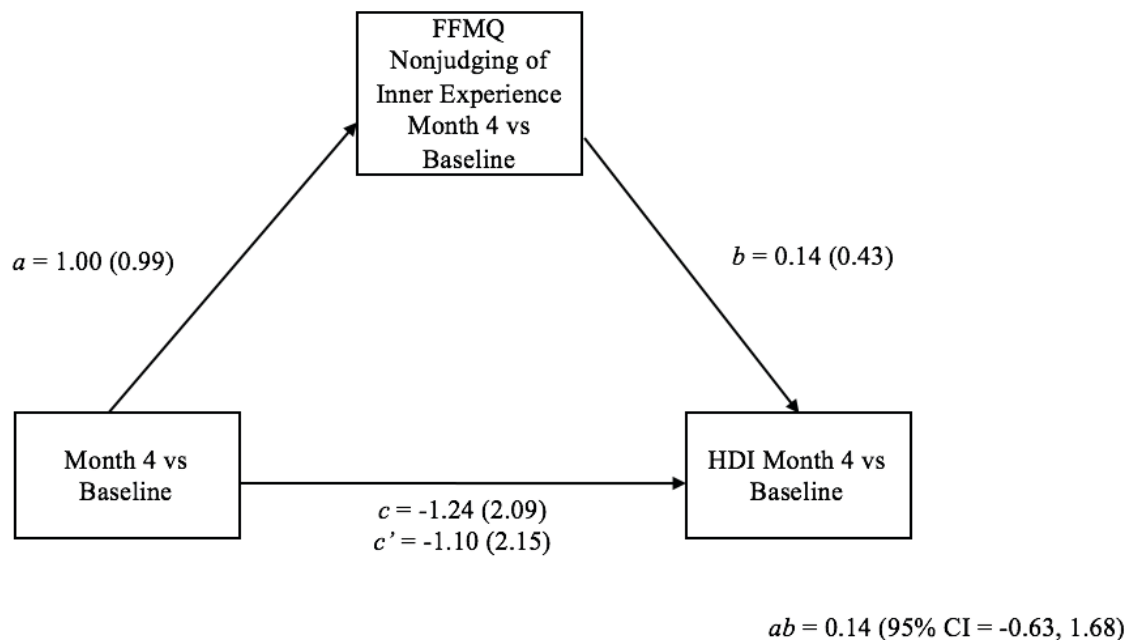 FFMQ
Nonjudging of
Inner Experience
Month 4 vs
Baseline
a = 1.00 (0.99)
b = 0.14 (0.43)
Month 4 vs
Baseline
HDI Month 4 vs
Baseline
c = -1.24 (2.09)
c’ = -1.10 (2.15)
ab = 0.14 (95% CI = -0.63, 1.68)